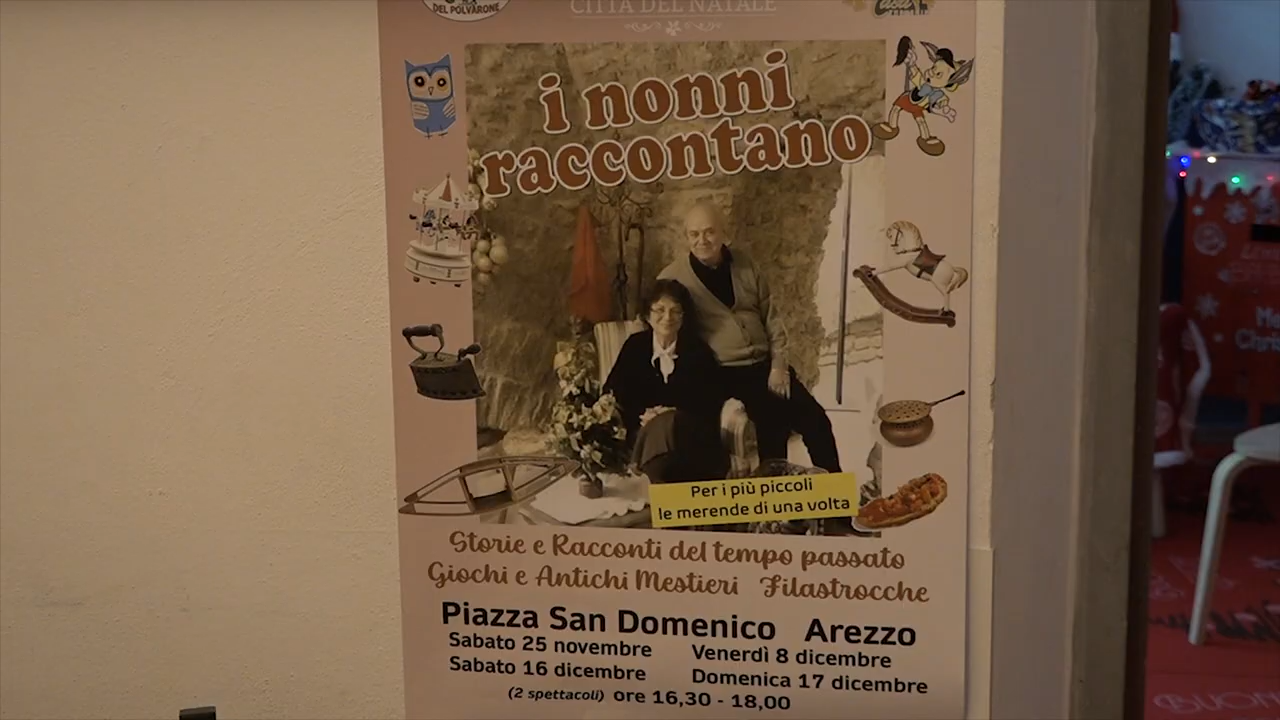 DEL POLVARONE
CITTÀ DEL NATALE
i nonni
raccontano
Per i più piccoli
le merende di una volta
Storie e Racconti del tempo passato
Giochi e Antichi Mestieri Filastrocche
Piazza San Domenico Arezzo
Sabato 25 novembre Venerdì 8 dicembre
Sabato 16 dicembre Domenica 17 dicembre
(2 spettacoli) ore 16,30 - 18,00